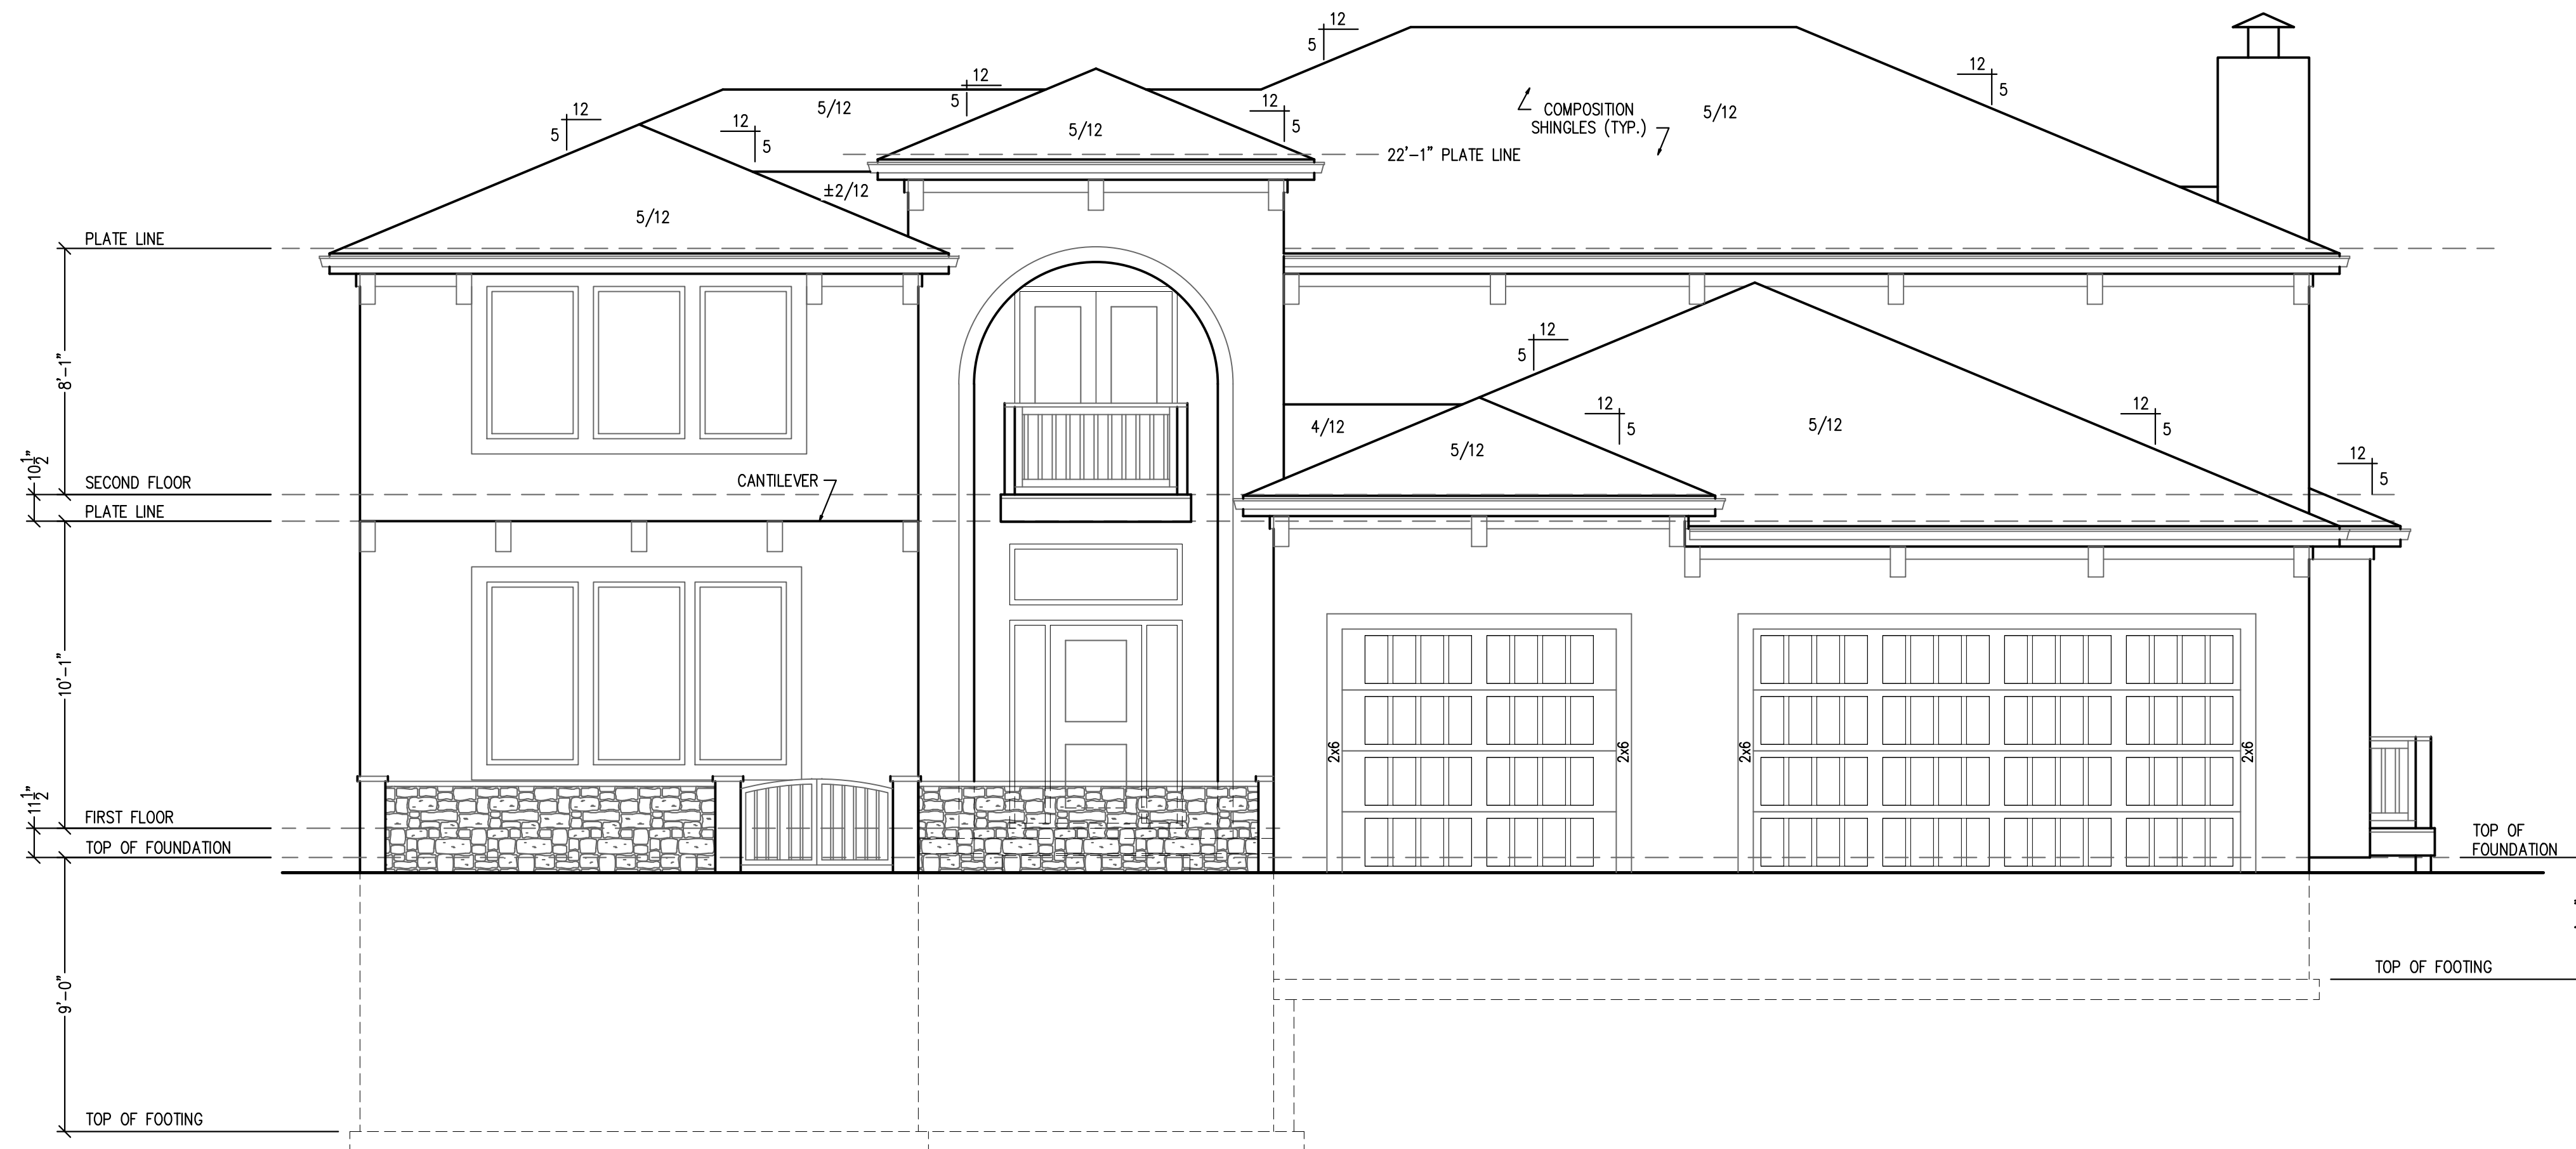 12
5
12
5
12
5
12
5
12
5
12
5
5/12
5/12
COMPOSITION
SHINGLES (TYP.)
5/12
22'-1" PLATE LINE
±2/12
5/12
PLATE LINE
8'-1"
12
5
12
5
12
5
4/12
5/12
5/12
12
5
10 1/2"
SECOND FLOOR
CANTILEVER
PLATE LINE
10'-1"
2x6
2x6
2x6
2x6
11 1/2"
FIRST FLOOR
TOP OF FOUNDATION
TOP OF
FOUNDATION
9'-0"
TOP OF FOOTING
TOP OF FOOTING